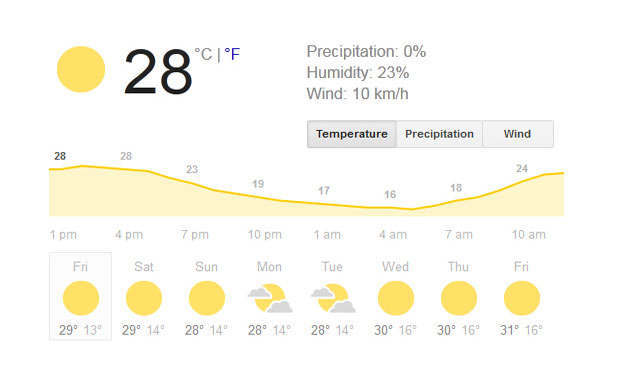 28 °C | °F
Precipitation: 0%
Humidity: 23%
Wind: 10 km/h
Temperature Precipitation Wind
28 28 23 19 17 16 18 24
1 pm 4 pm 7 pm 10 pm 1 am 4 am 7 am 10 am
Fri Sat Sun Mon Tue Wed Thu Fri
29° 13° 29° 14° 28° 14° 28° 14° 28° 14° 30° 16° 30° 16° 31° 16°